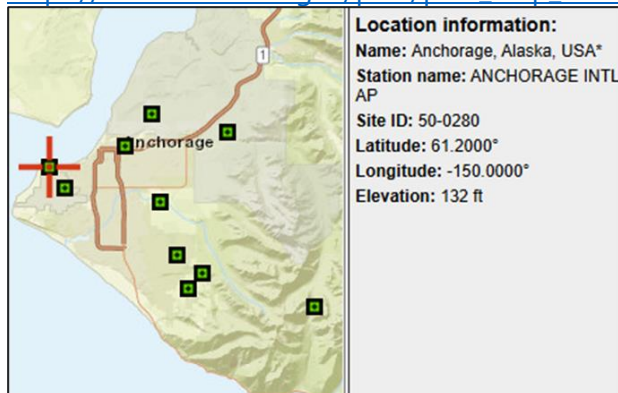 Anchorage
1
Location information:
Name: Anchorage, Alaska, USA*
Station name: ANCHORAGE INTL
AP
Site ID: 50-0280
Latitude: 61.2000°
Longitude: -150.0000°
Elevation: 132 ft